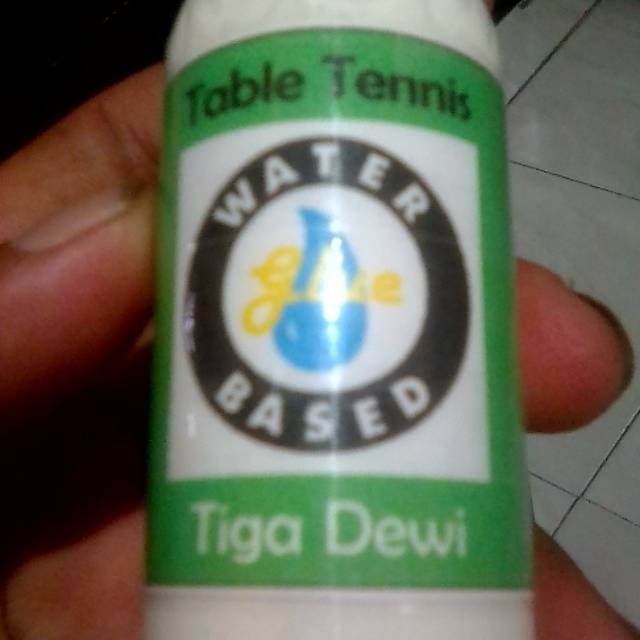 Table Tennis
WATER
glue
BASED
Tiga Dewi